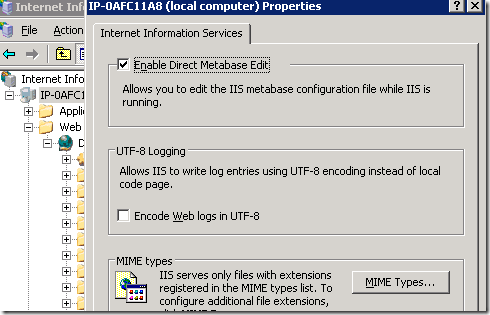 IP-0AFC11A8 (local computer) Properties
Internet Info
File Action
Internet Information Services
Internet Info
IP-0AFC1
Applic
Web
D
Enable Direct Metabase Edit
Allows you to edit the IIS metabase configuration file while IIS is
running.
UTF-8 Logging
Allows IIS to write log entries using UTF-8 encoding instead of local
code page.
Encode Web logs in UTF-8
MIME types
IIS serves only files with extensions
registered in the MIME types list. To
configure additional file extensions,
MIME Types...